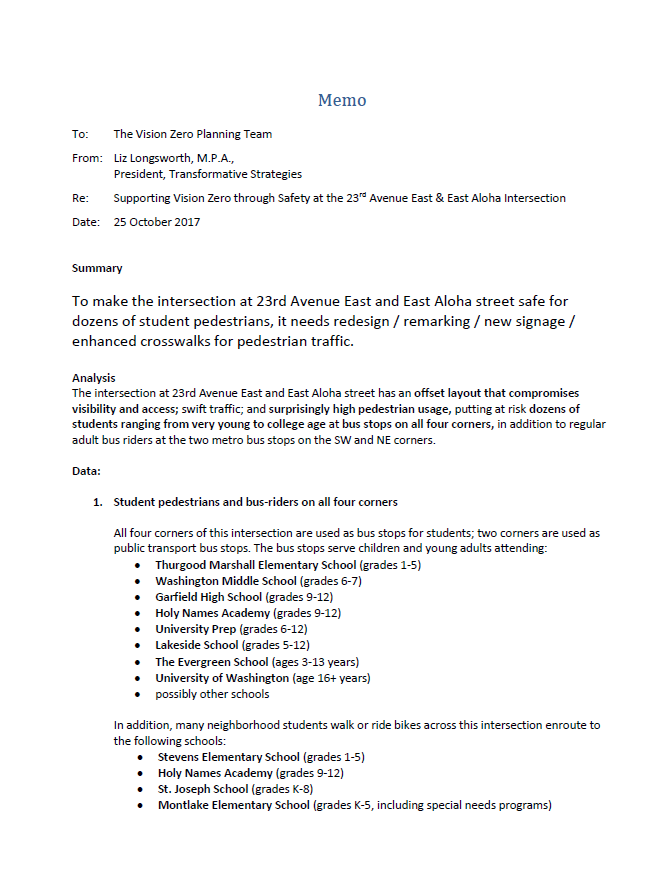 Memo
To: The Vision Zero Planning Team
From: Liz Longsworth, M.P.A.,
President, Transformative Strategies
Re: Supporting Vision Zero through Safety at the 23rd Avenue East & East Aloha Intersection
Date: 25 October 2017
Summary
To make the intersection at 23rd Avenue East and East Aloha street safe for
dozens of student pedestrians, it needs redesign / remarking / new signage /
enhanced crosswalks for pedestrian traffic.
Analysis
The intersection at 23rd Avenue East and East Aloha street has an offset layout that compromises
visibility and access; swift traffic; and surprisingly high pedestrian usage, putting at risk dozens of
students ranging from very young to college age at bus stops on all four corners, in addition to regular
adult bus riders at the two metro bus stops on the SW and NE corners.
Data:
1. Student pedestrians and bus-riders on all four corners
All four corners of this intersection are used as bus stops for students; two corners are used as
public transport bus stops. The bus stops serve children and young adults attending:
• Thurgood Marshall Elementary School (grades 1-5)
• Washington Middle School (grades 6-7)
• Garfield High School (grades 9-12)
• Holy Names Academy (grades 9-12)
• University Prep (grades 6-12)
• Lakeside School (grades 5-12)
• The Evergreen School (ages 3-13 years)
• University of Washington (age 16+ years)
• possibly other schools
In addition, many neighborhood students walk or ride bikes across this intersection enroute to
the following schools:
• Stevens Elementary School (grades 1-5)
• Holy Names Academy (grades 9-12)
• St. Joseph School (grades K-8)
• Montlake Elementary School (grades K-5, including special needs programs)